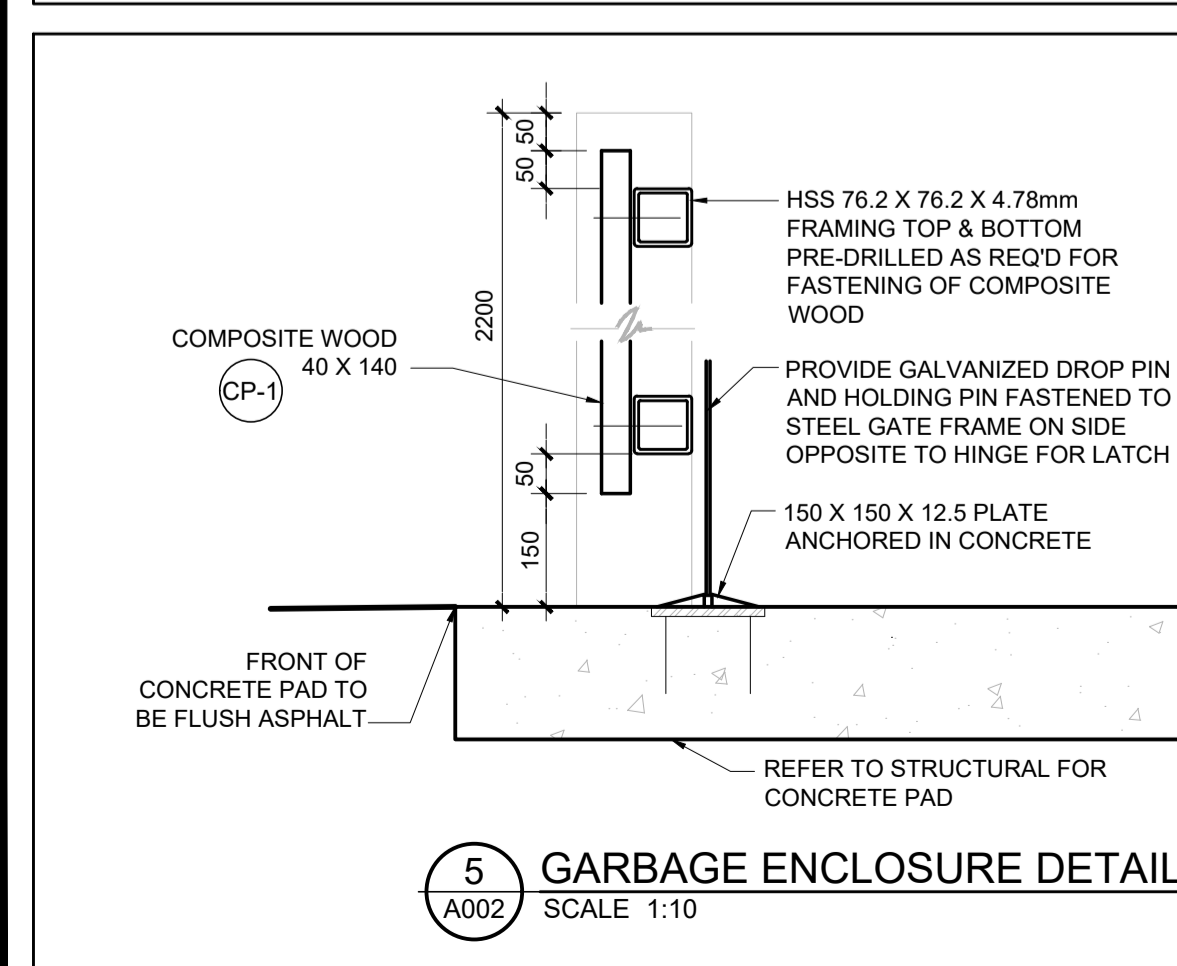 50
50
2200
50
150
HSS 76.2 X 76.2 X 4.78mm
FRAMING TOP & BOTTOM
PRE-DRILLED AS REQ'D FOR
FASTENING OF COMPOSITE
WOOD
COMPOSITE WOOD
40 X 140
CP-1
PROVIDE GALVANIZED DROP PIN
AND HOLDING PIN FASTENED TO
STEEL GATE FRAME ON SIDE
OPPOSITE TO HINGE FOR LATCH
150 X 150 X 12.5 PLATE
ANCHORED IN CONCRETE
FRONT OF
CONCRETE PAD TO
BE FLUSH ASPHALT
REFER TO STRUCTURAL FOR
CONCRETE PAD
5
A002
GARBAGE ENCLOSURE DETAIL
SCALE 1:10